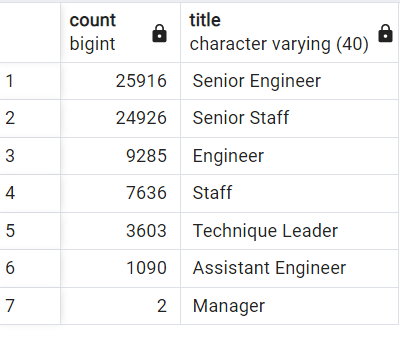 count title
bigint character varying (40)
1 25916 Senior Engineer
2 24926 Senior Staff
3 9285 Engineer
4 7636 Staff
5 3603 Technique Leader
6 1090 Assistant Engineer
7 2 Manager